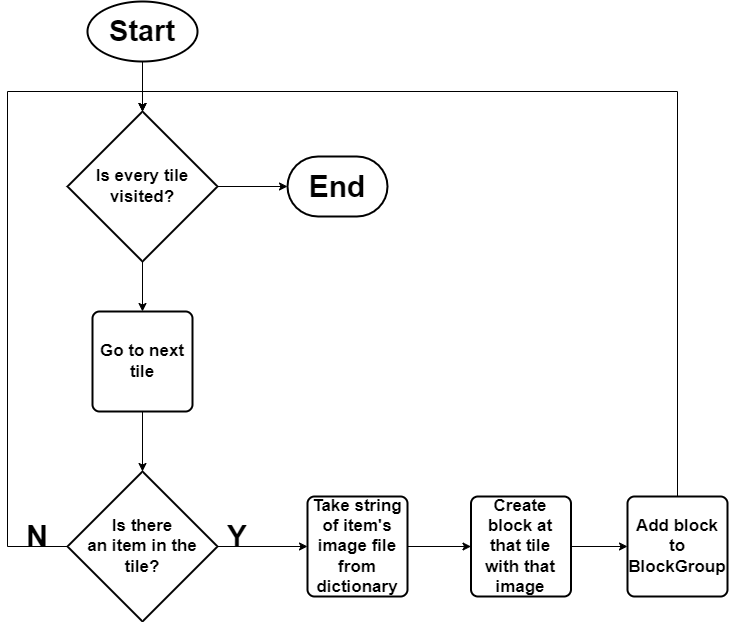 Start
Is every tile
visited?
End
Go to next
tile
N
Is there
an item in the
tile?
Y
Take string
of item's
image file
from
dictionary
Create
block at
that tile
with that
image
Add block
to
BlockGroup